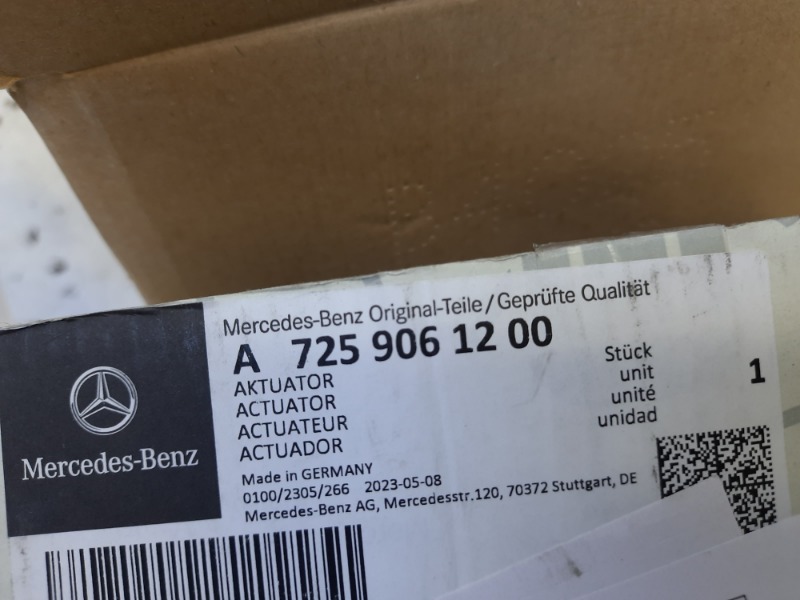 Mercedes-Benz Original-Teile/Geprüfte Qualität
A 725 906 12 00
AKTUATOR
ACTUATOR
ACTUATEUR
ACTUADOR
Stück
unit
unité
unidad
1
Mercedes-Benz
Made in GERMANY
0100/2305/266 2023-05-08
Mercedes-Benz AG, Mercedesstr.120, 70372 Stuttgart, DE